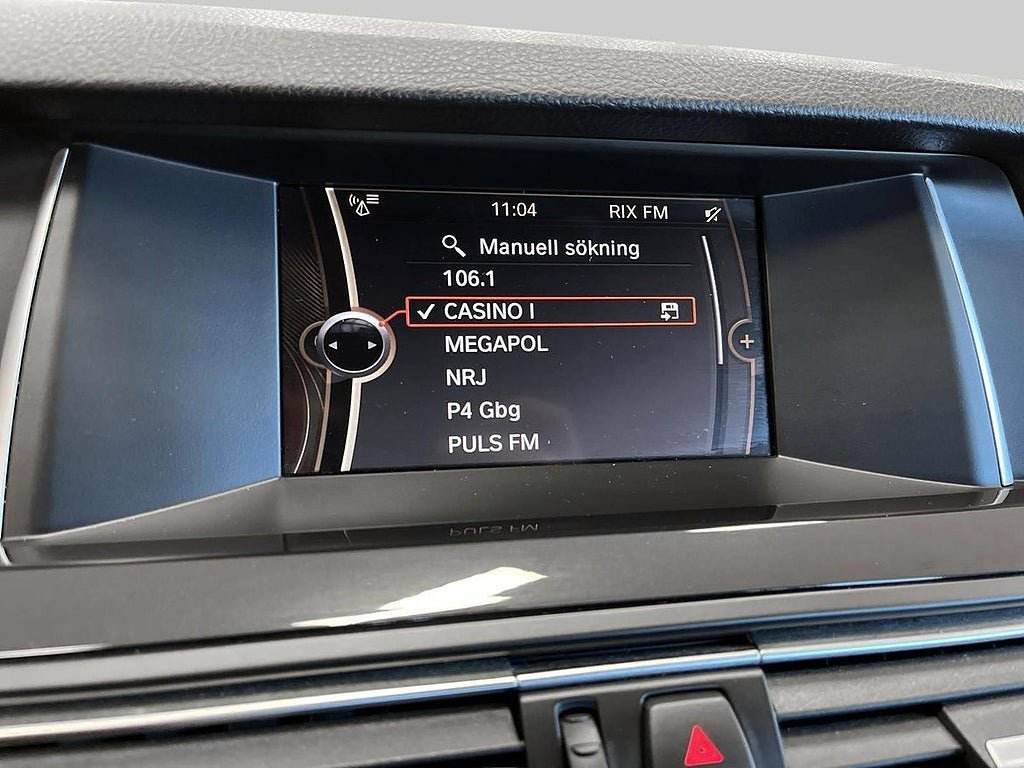 11:04 RIX FM
Manuell sökning
106.1
CASINO I
MEGAPOL
NRJ
P4 Gbg
PULS FM